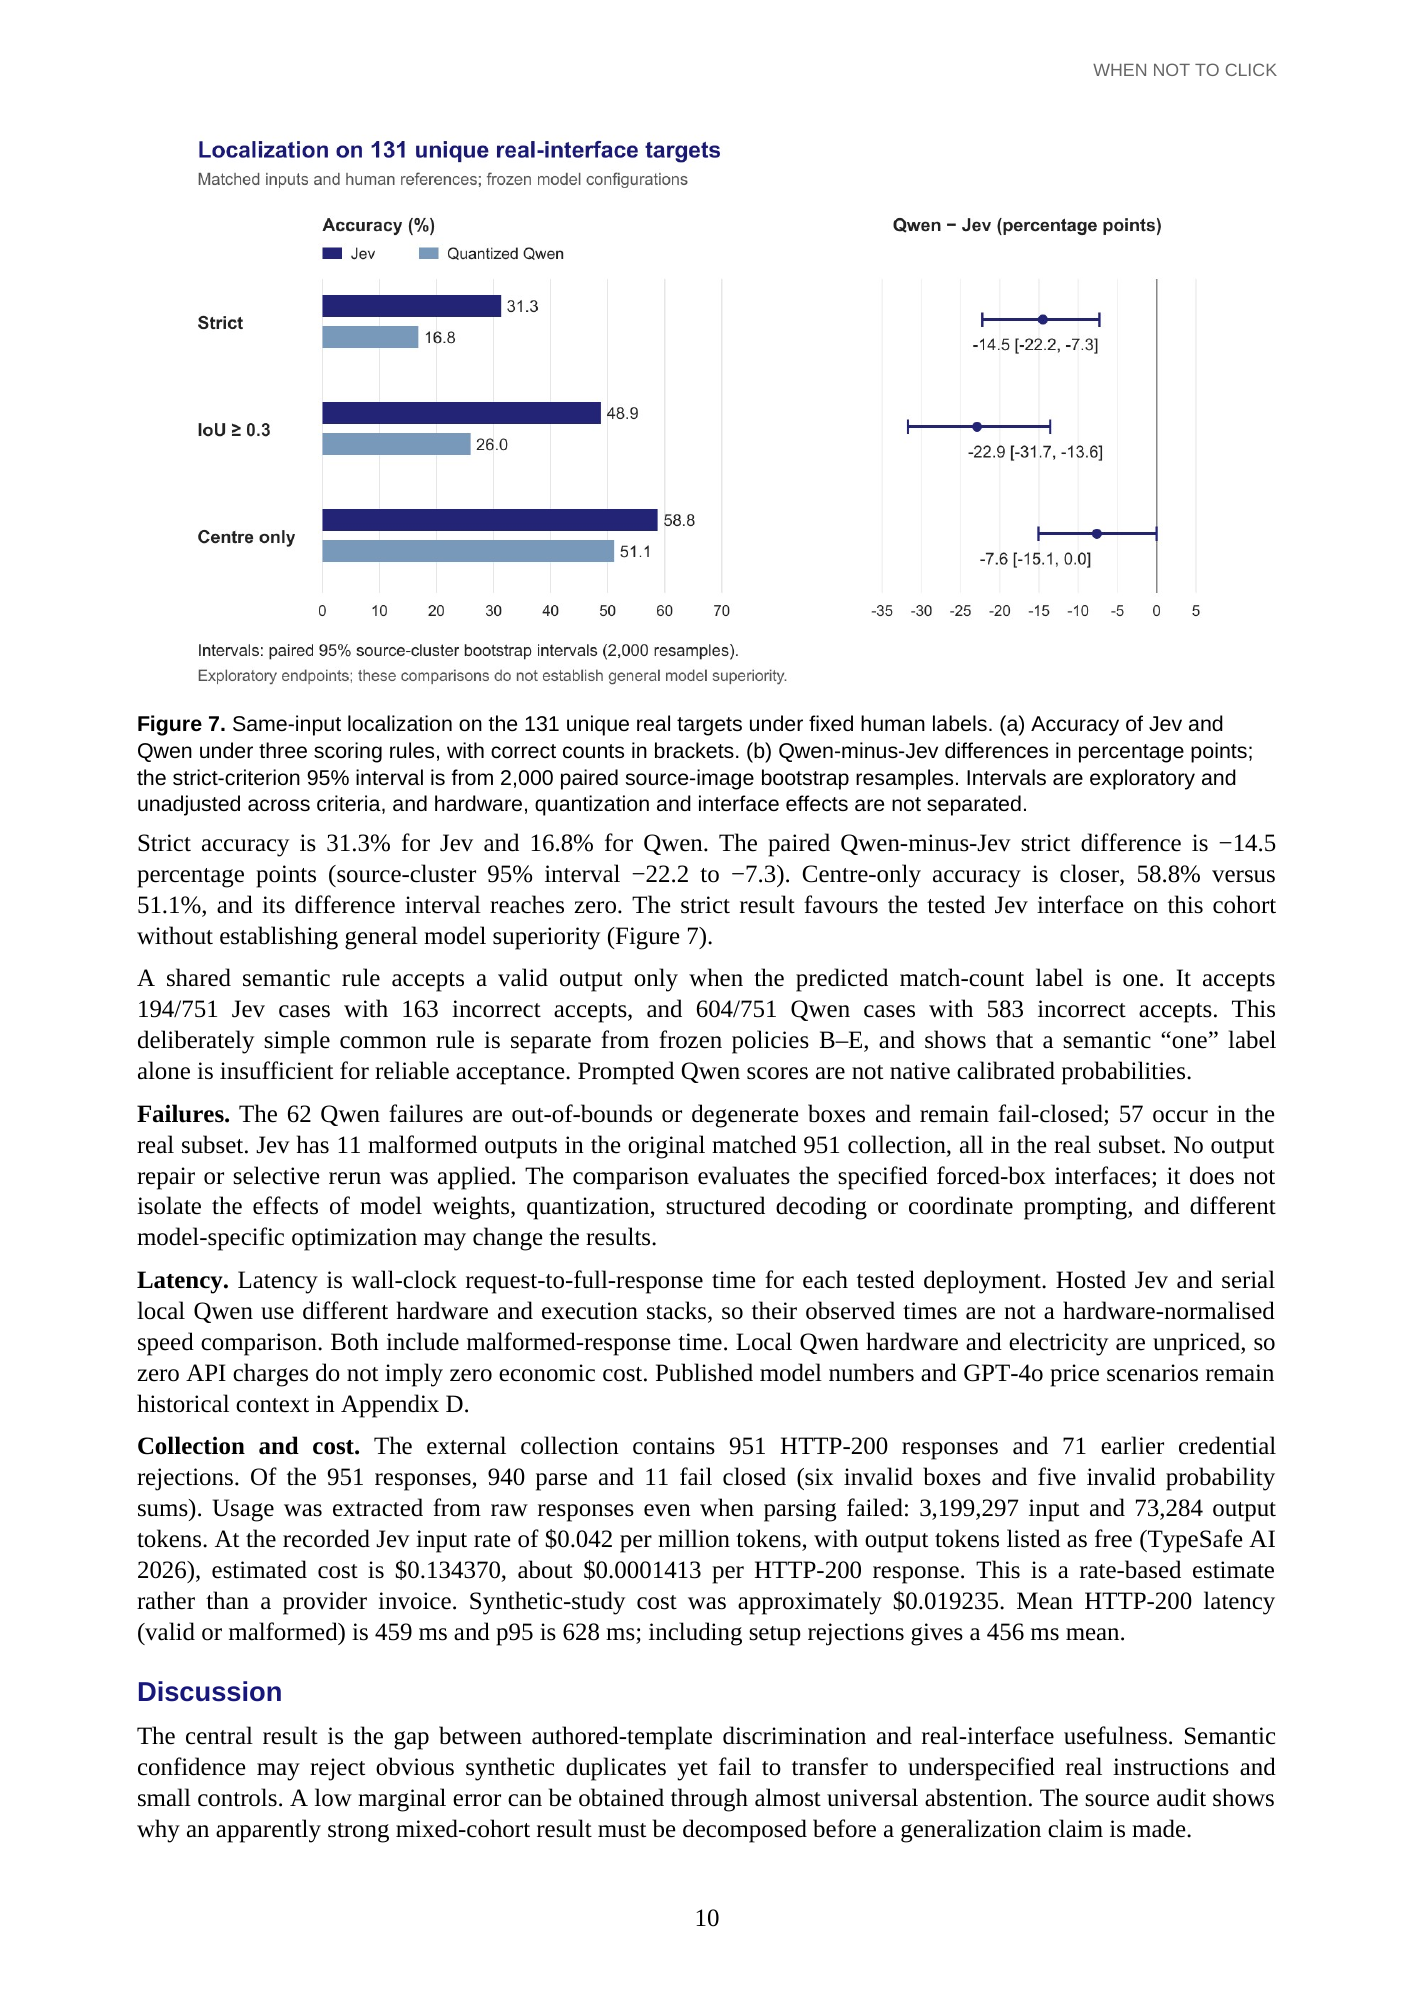 WHEN NOT TO CLICK
Localization on 131 unique real-interface targets
Matched inputs and human references; frozen model configurations
Accuracy (%)
Jev Quantized Qwen
Strict
31.3
16.8
IoU ≥ 0.3
48.9
26.0
Centre only
58.8
51.1
0 10 20 30 40 50 60 70
Qwen − Jev (percentage points)
-14.5 [-22.2, -7.3]
-22.9 [-31.7, -13.6]
-7.6 [-15.1, 0.0]
-35 -30 -25 -20 -15 -10 -5 0 5
Intervals: paired 95% source-cluster bootstrap intervals (2,000 resamples).
Exploratory endpoints; these comparisons do not establish general model superiority.
Figure 7. Same-input localization on the 131 unique real targets under fixed human labels. (a) Accuracy of Jev and
Qwen under three scoring rules, with correct counts in brackets. (b) Qwen-minus-Jev differences in percentage points;
the strict-criterion 95% interval is from 2,000 paired source-image bootstrap resamples. Intervals are exploratory and
unadjusted across criteria, and hardware, quantization and interface effects are not separated.
Strict accuracy is 31.3% for Jev and 16.8% for Qwen. The paired Qwen-minus-Jev strict difference is −14.5
percentage points (source-cluster 95% interval −22.2 to −7.3). Centre-only accuracy is closer, 58.8% versus
51.1%, and its difference interval reaches zero. The strict result favours the tested Jev interface on this cohort
without establishing general model superiority (Figure 7).
A shared semantic rule accepts a valid output only when the predicted match-count label is one. It accepts
194/751 Jev cases with 163 incorrect accepts, and 604/751 Qwen cases with 583 incorrect accepts. This
deliberately simple common rule is separate from frozen policies B–E, and shows that a semantic “one” label
alone is insufficient for reliable acceptance. Prompted Qwen scores are not native calibrated probabilities.
Failures. The 62 Qwen failures are out-of-bounds or degenerate boxes and remain fail-closed; 57 occur in the
real subset. Jev has 11 malformed outputs in the original matched 951 collection, all in the real subset. No output
repair or selective rerun was applied. The comparison evaluates the specified forced-box interfaces; it does not
isolate the effects of model weights, quantization, structured decoding or coordinate prompting, and different
model-specific optimization may change the results.
Latency. Latency is wall-clock request-to-full-response time for each tested deployment. Hosted Jev and serial
local Qwen use different hardware and execution stacks, so their observed times are not a hardware-normalised
speed comparison. Both include malformed-response time. Local Qwen hardware and electricity are unpriced, so
zero API charges do not imply zero economic cost. Published model numbers and GPT-4o price scenarios remain
historical context in Appendix D.
Collection and cost. The external collection contains 951 HTTP-200 responses and 71 earlier credential
rejections. Of the 951 responses, 940 parse and 11 fail closed (six invalid boxes and five invalid probability
sums). Usage was extracted from raw responses even when parsing failed: 3,199,297 input and 73,284 output
tokens. At the recorded Jev input rate of $0.042 per million tokens, with output tokens listed as free (TypeSafe AI
2026), estimated cost is $0.134370, about $0.0001413 per HTTP-200 response. This is a rate-based estimate
rather than a provider invoice. Synthetic-study cost was approximately $0.019235. Mean HTTP-200 latency
(valid or malformed) is 459 ms and p95 is 628 ms; including setup rejections gives a 456 ms mean.
Discussion
The central result is the gap between authored-template discrimination and real-interface usefulness. Semantic
confidence may reject obvious synthetic duplicates yet fail to transfer to underspecified real instructions and
small controls. A low marginal error can be obtained through almost universal abstention. The source audit shows
why an apparently strong mixed-cohort result must be decomposed before a generalization claim is made.
10